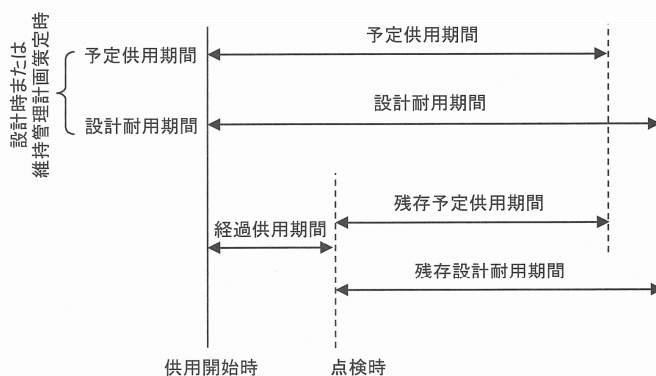 設計時または
維持管理計画策定時
予定供用期間
予定供用期間
設計耐用期間
設計耐用期間
残存予定供用期間
経過供用期間
残存設計耐用期間
供用開始時
点検時